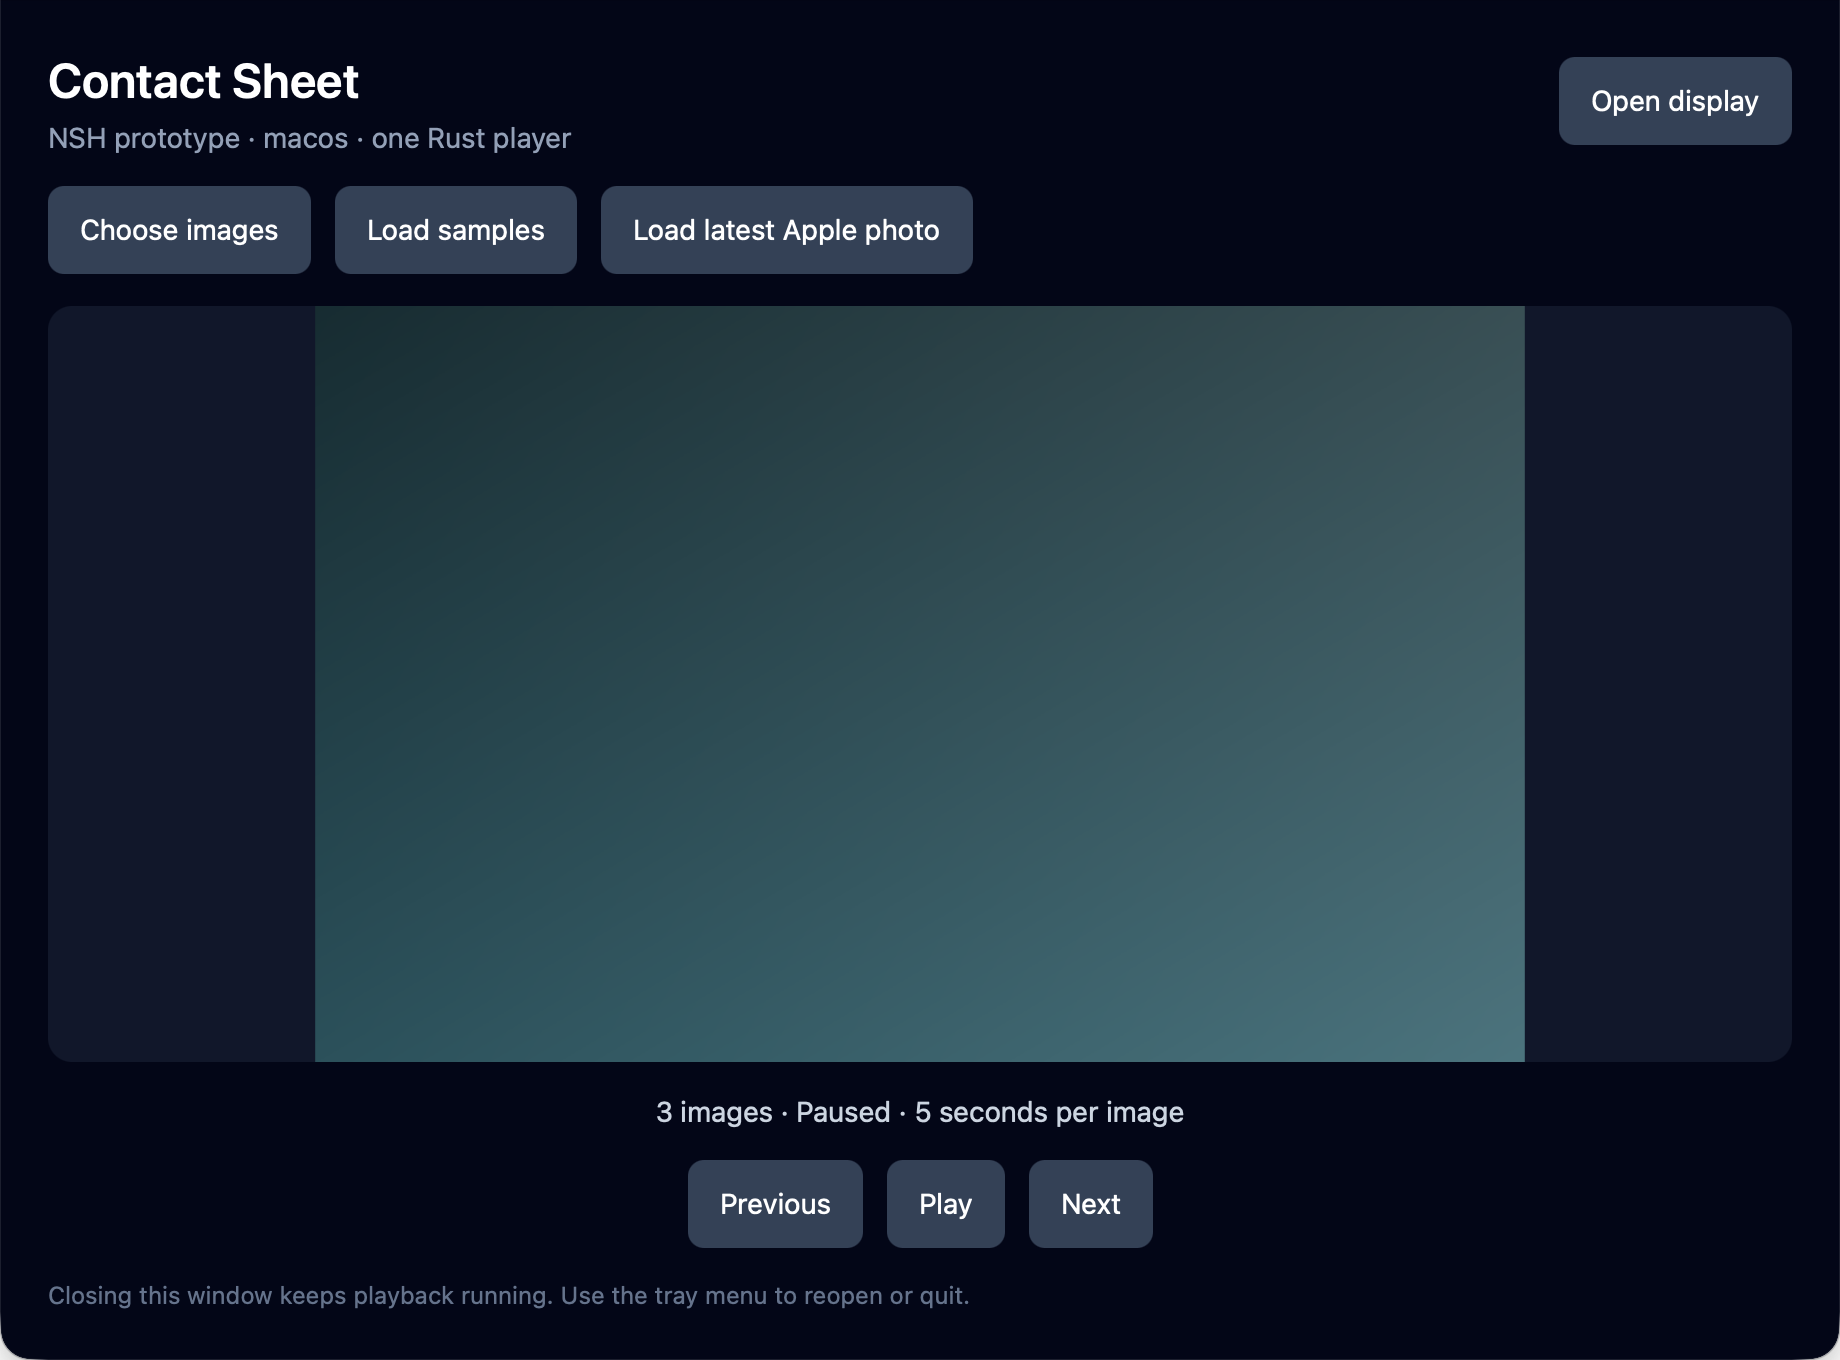 Contact Sheet
Open display
NSH prototype · macos · one Rust player
Choose images
Load samples
Load latest Apple photo
3 images · Paused · 5 seconds per image
Previous
Play
Next
Closing this window keeps playback running. Use the tray menu to reopen or quit.